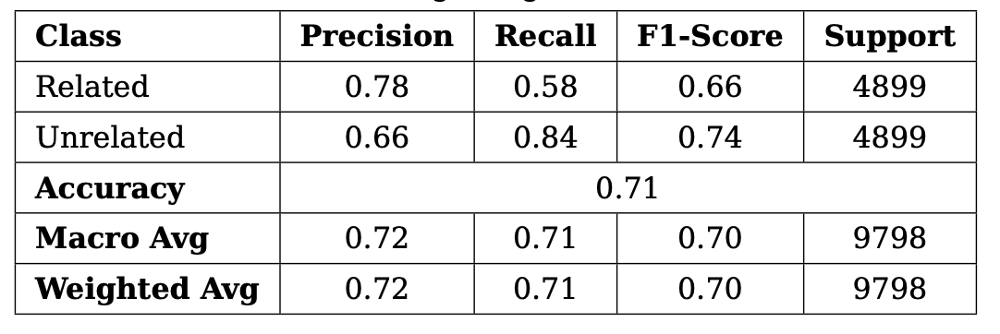 Class Precision Recall F1-Score Support
Related 0.78 0.58 0.66 4899
Unrelated 0.66 0.84 0.74 4899
Accuracy 0.71
Macro Avg 0.72 0.71 0.70 9798
Weighted Avg 0.72 0.71 0.70 9798